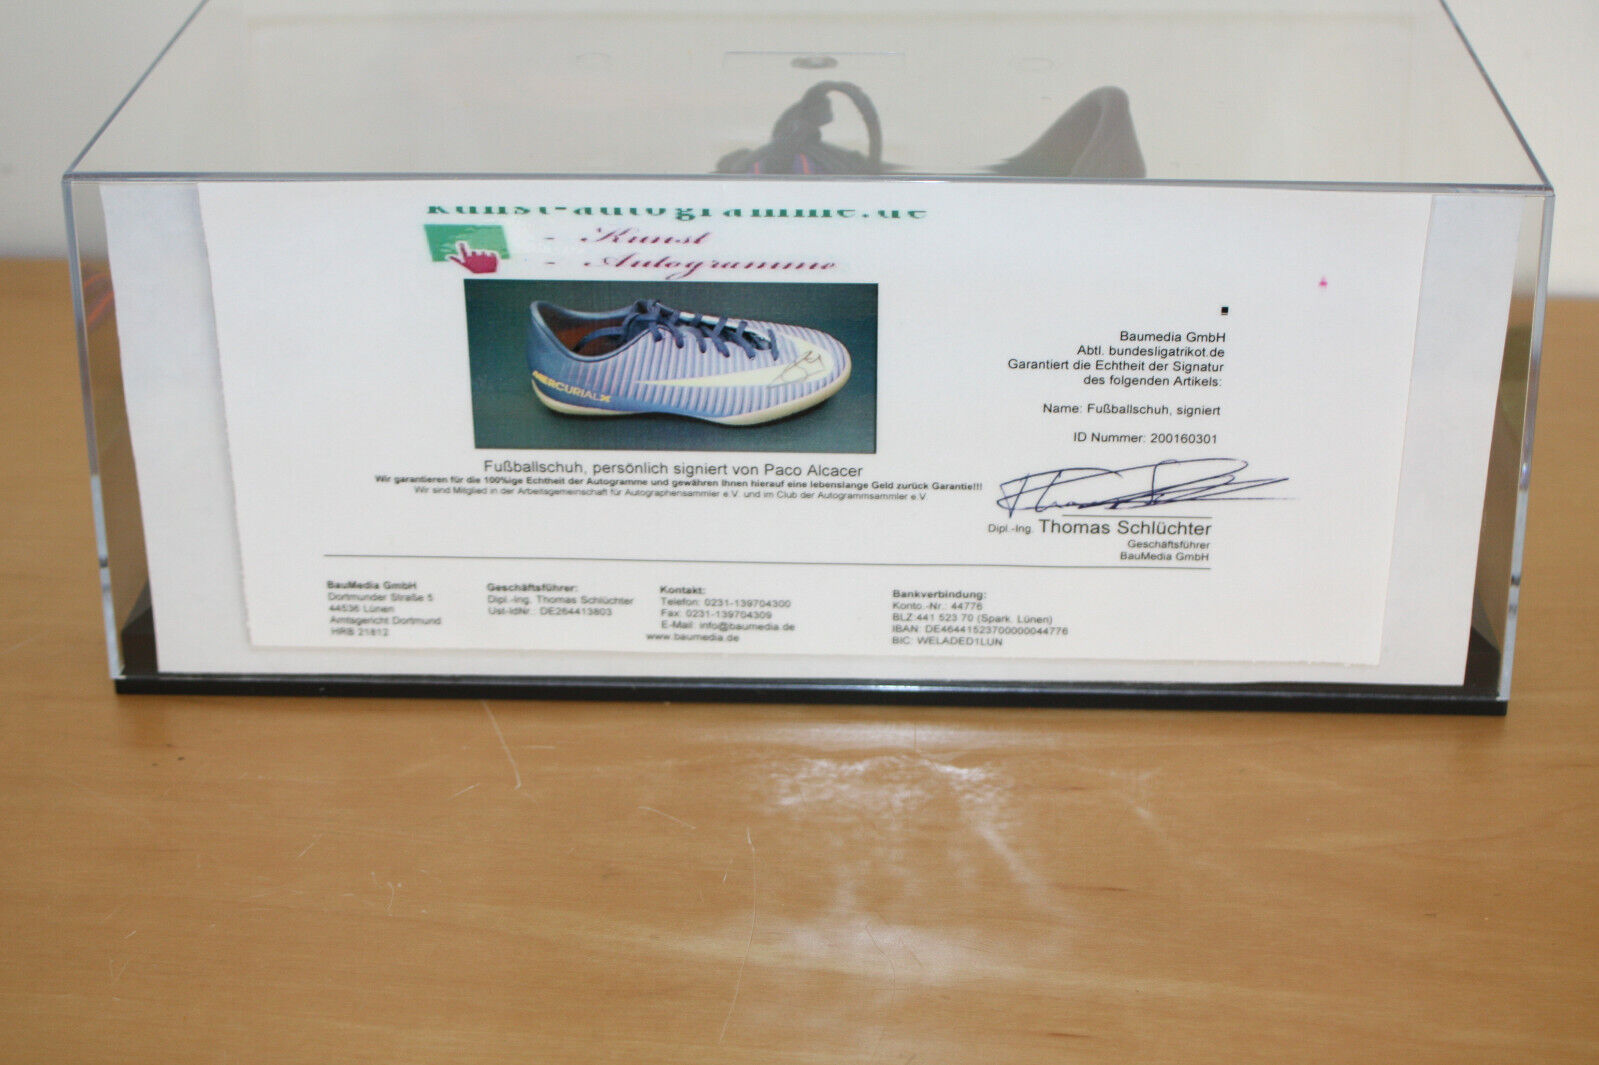 kunst-autogramme.de
- Kunst
- Autogramme
MERCURIALX
Baumedia GmbH
Abtl. bundesligatrikot.de
Garantiert die Echtheit der Signatur
des folgenden Artikels:
Name: Fußballschuh, signiert
ID Nummer: 200160301
Fußballschuh, persönlich signiert von Paco Alcacer
Wir garantieren für die 100%ige Echtheit der Autogramme und gewähren Ihnen hierauf eine lebenslange Geld zurück Garantie!!!
Wir sind Mitglied in der Arbeitsgemeinschaft für Autographensammler e.V. und im Club der Autogrammsammler e.V.
Dipl.-Ing. Thomas Schlüchter
Geschäftsführer
BauMedia GmbH
BauMedia GmbH
Dortmunder Straße 5
44536 Lünen
Amtsgericht Dortmund
HRB 21812
Geschäftsführer:
Dipl.-Ing. Thomas Schlüchter
Ust-IdNr.: DE264413803
Kontakt:
Telefon: 0231-139704300
Fax: 0231-139704309
E-Mail: info@baumedia.de
www.baumedia.de
Bankverbindung:
Konto.-Nr.: 44776
BLZ:441 523 70 (Spark. Lünen)
IBAN: DE46441523700000044776
BIC: WELADED1LUN